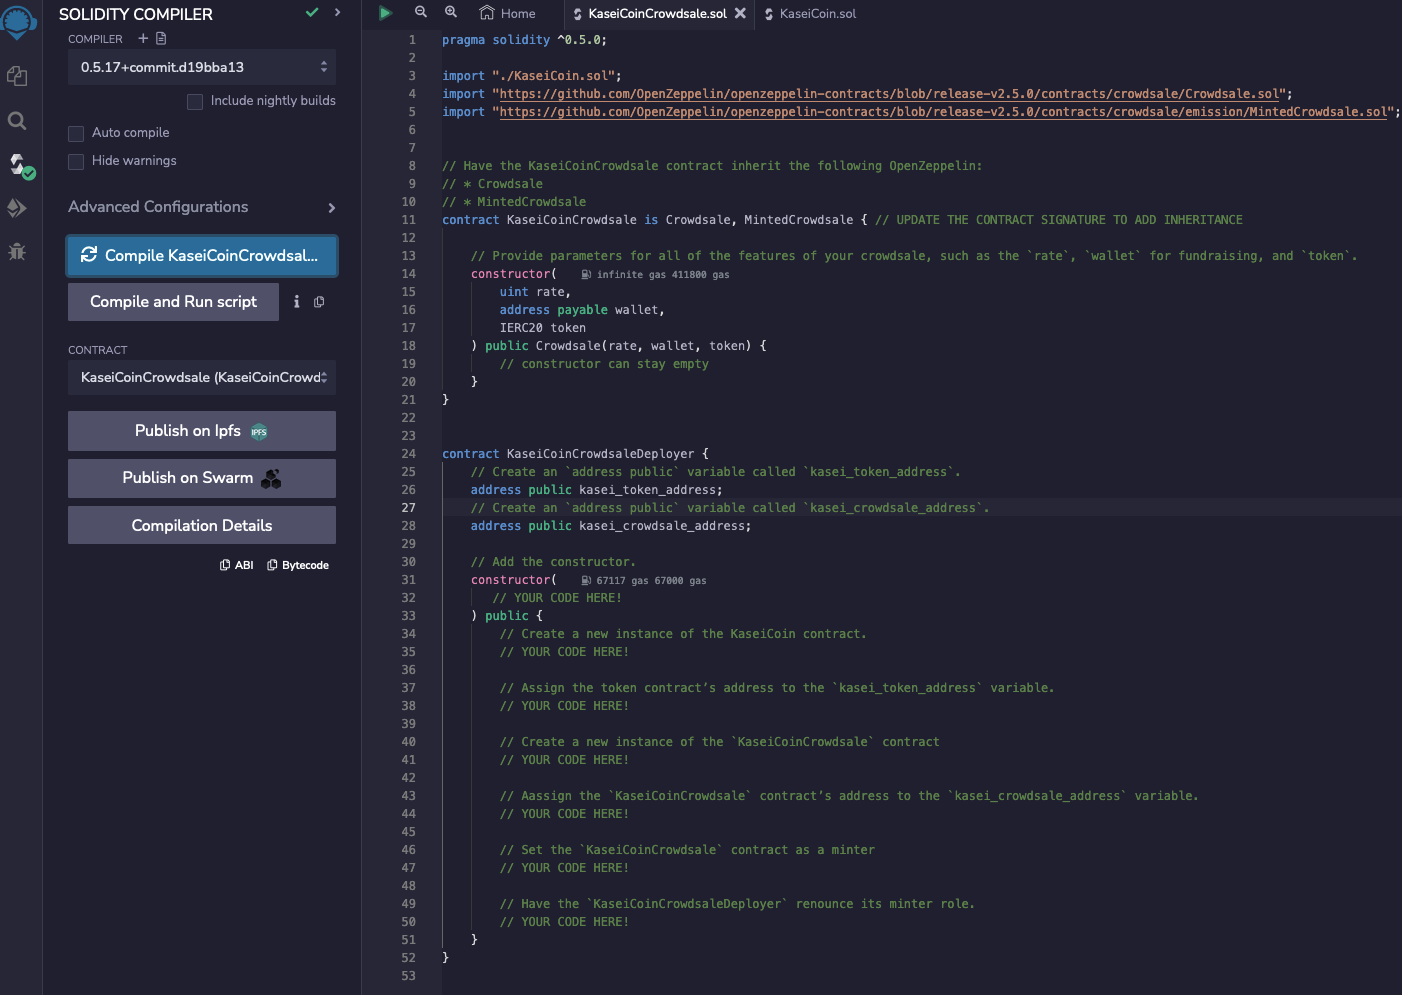 SOLIDITY COMPILER
COMPILER
0.5.17+commit.d19bba13
Include nightly builds
Auto compile
Hide warnings
Advanced Configurations
Compile KaseiCoinCrowdsal...
Compile and Run script
CONTRACT
KaseiCoinCrowdsale (KaseiCoinCrowd
Publish on Ipfs IPFS
Publish on Swarm
Compilation Details
ABI Bytecode
Home KaseiCoinCrowdsale.sol KaseiCoin.sol
1 pragma solidity ^0.5.0;
2
3 import "./KaseiCoin.sol";
4 import "https://github.com/OpenZeppelin/openzeppelin-contracts/blob/release-v2.5.0/contracts/crowdsale/Crowdsale.sol";
5 import "https://github.com/OpenZeppelin/openzeppelin-contracts/blob/release-v2.5.0/contracts/crowdsale/emission/MintedCrowdsale.sol";
6
7
8 // Have the KaseiCoinCrowdsale contract inherit the following OpenZeppelin:
9 // * Crowdsale
10 // * MintedCrowdsale
11 contract KaseiCoinCrowdsale is Crowdsale, MintedCrowdsale { // UPDATE THE CONTRACT SIGNATURE TO ADD INHERITANCE
12
13 // Provide parameters for all of the features of your crowdsale, such as the `rate`, `wallet` for fundraising, and `token`.
14 constructor( infinite gas 411800 gas
15 uint rate,
16 address payable wallet,
17 IERC20 token
18 ) public Crowdsale(rate, wallet, token) {
19 // constructor can stay empty
20 }
21 }
22
23
24 contract KaseiCoinCrowdsaleDeployer {
25 // Create an `address public` variable called `kasei_token_address`.
26 address public kasei_token_address;
27 // Create an `address public` variable called `kasei_crowdsale_address`.
28 address public kasei_crowdsale_address;
29
30 // Add the constructor.
31 constructor( 67117 gas 67000 gas
32 // YOUR CODE HERE!
33 ) public {
34 // Create a new instance of the KaseiCoin contract.
35 // YOUR CODE HERE!
36
37 // Assign the token contract’s address to the `kasei_token_address` variable.
38 // YOUR CODE HERE!
39
40 // Create a new instance of the `KaseiCoinCrowdsale` contract
41 // YOUR CODE HERE!
42
43 // Aassign the `KaseiCoinCrowdsale` contract’s address to the `kasei_crowdsale_address` variable.
44 // YOUR CODE HERE!
45
46 // Set the `KaseiCoinCrowdsale` contract as a minter
47 // YOUR CODE HERE!
48
49 // Have the `KaseiCoinCrowdsaleDeployer` renounce its minter role.
50 // YOUR CODE HERE!
51 }
52 }
53